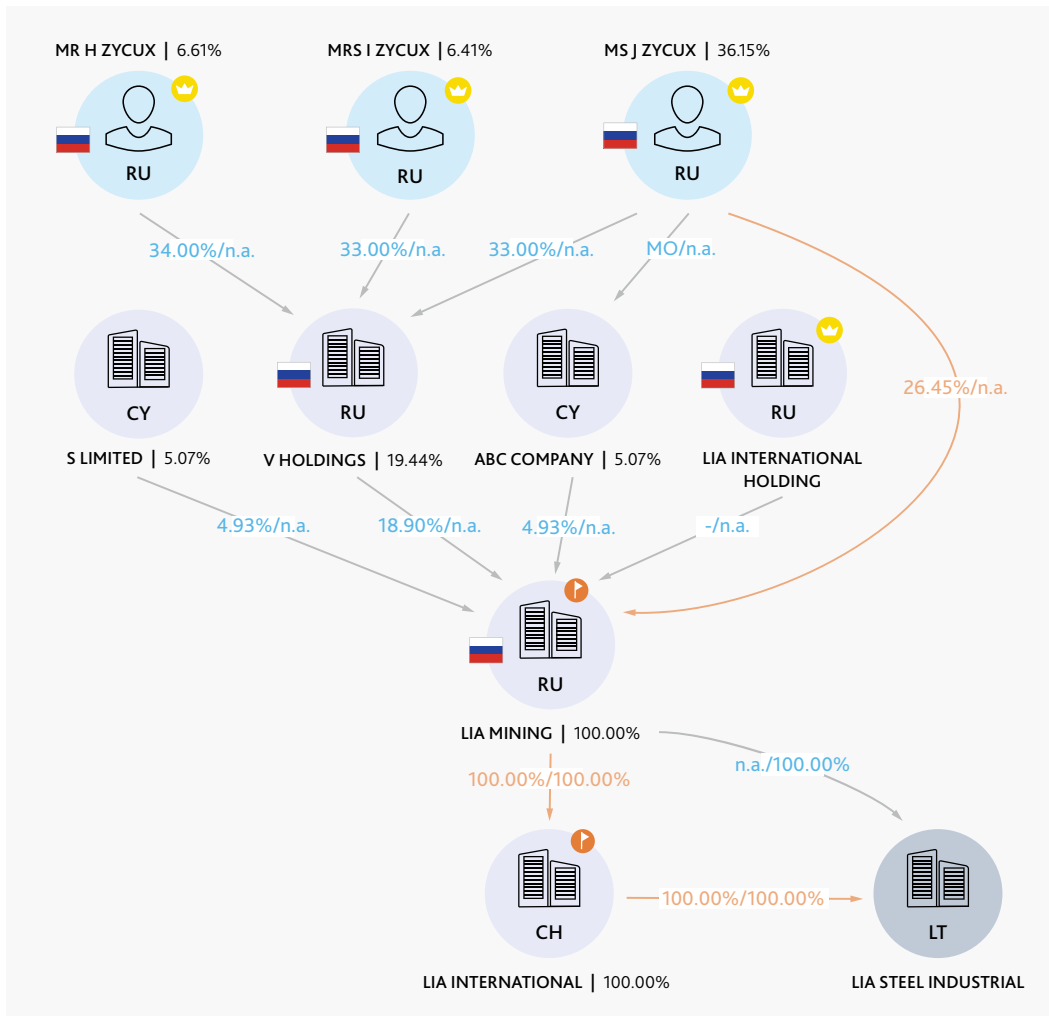 MR H ZYCUX | 6.61%
MRS I ZYCUX | 6.41%
MS J ZYCUX | 36.15%
RU
RU
RU
34.00%/n.a.
33.00%/n.a.
33.00%/n.a.
MO/n.a.
26.45%/n.a.
CY
RU
CY
RU
S LIMITED | 5.07%
V HOLDINGS | 19.44%
ABC COMPANY | 5.07%
LIA INTERNATIONAL
HOLDING
4.93%/n.a.
18.90%/n.a.
4.93%/n.a.
-/n.a.
RU
LIA MINING | 100.00%
100.00%/100.00%
n.a./100.00%
CH
100.00%/100.00%
LT
LIA INTERNATIONAL | 100.00%
LIA STEEL INDUSTRIAL